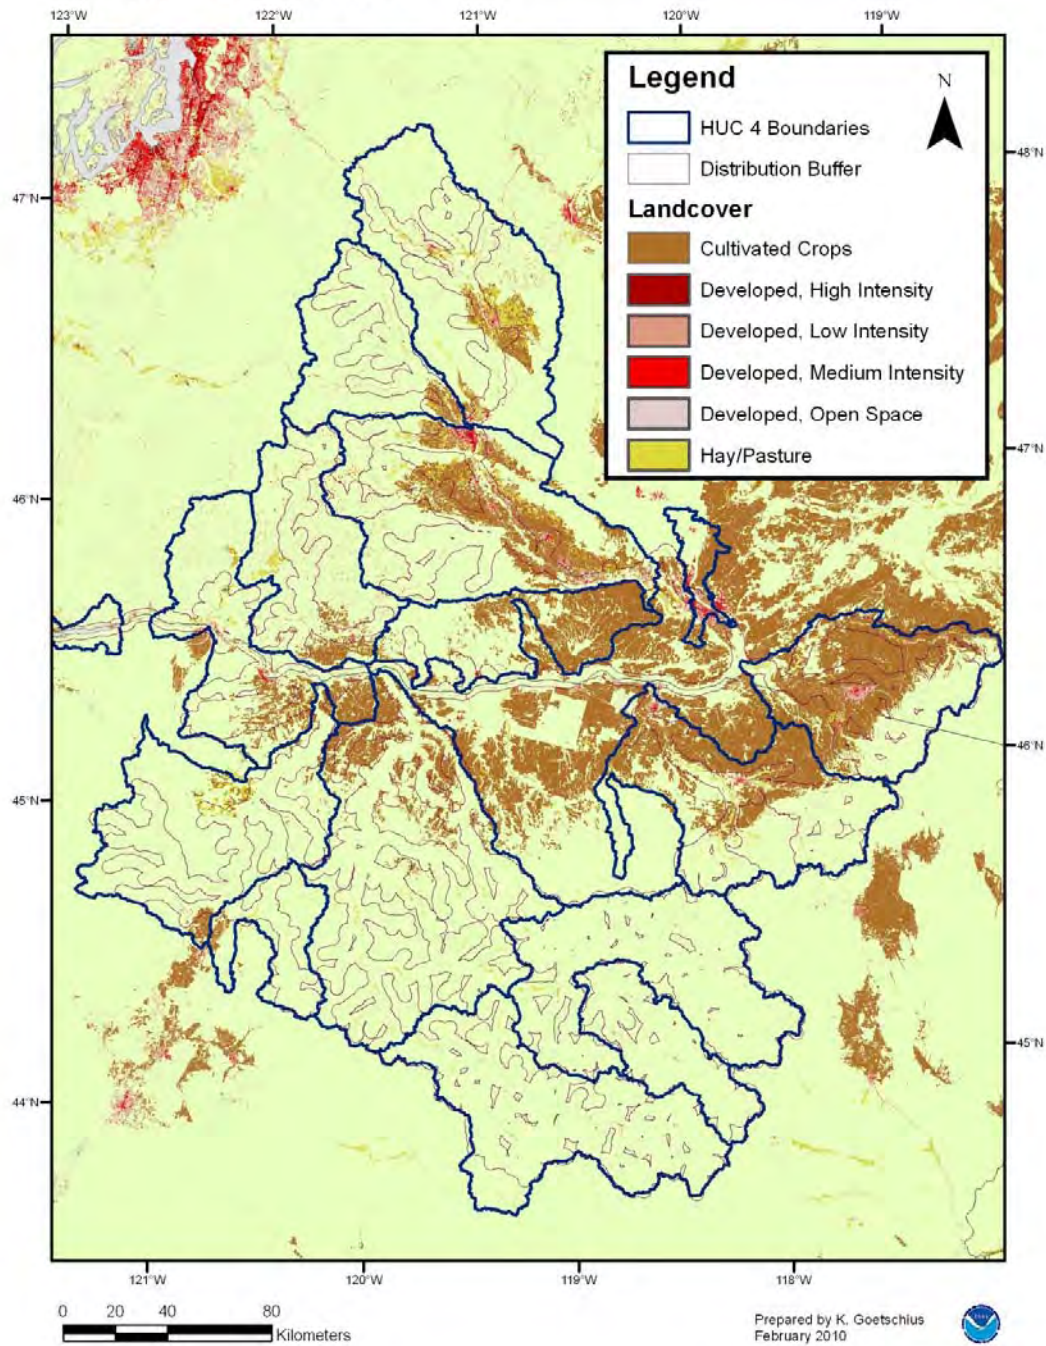 123°W 122°W 121°W 120°W 119°W
Legend
N
HUC 4 Boundaries
Distribution Buffer
Landcover
Cultivated Crops
Developed, High Intensity
Developed, Low Intensity
Developed, Medium Intensity
Developed, Open Space
Hay/Pasture
48°N
47°N
47°N
46°N
46°N
45°N
45°N
44°N
121°W 120°W 119°W 118°W
0 20 40 80
Kilometers
Prepared by K. Goetschius
February 2010